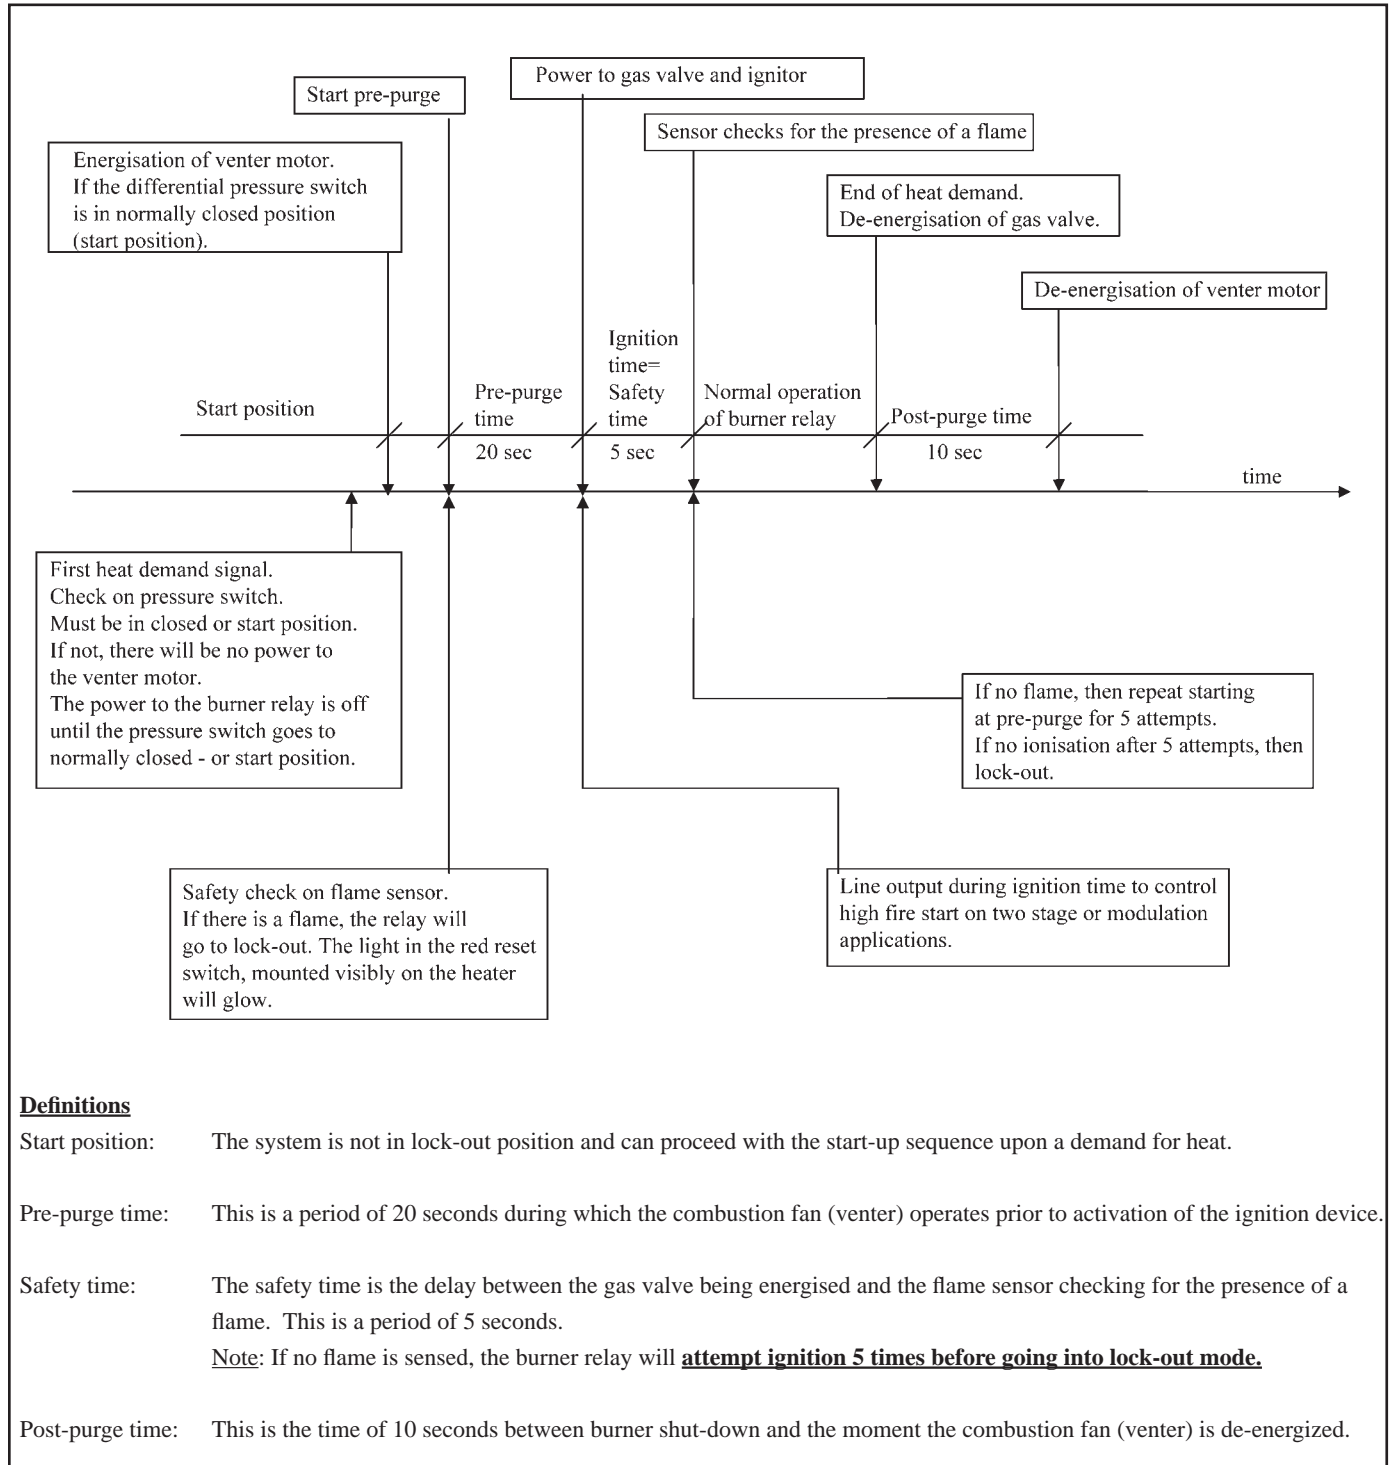 Power to gas valve and ignitor
Start pre-purge
Sensor checks for the presence of a flame
Energisation of venter motor.
If the differential pressure switch
is in normally closed position
(start position).
End of heat demand.
De-energisation of gas valve.
De-energisation of venter motor
Start position
Pre-purge
time
20 sec
Ignition
time=
Safety
time
5 sec
Normal operation
of burner relay
Post-purge time
10 sec
time
First heat demand signal.
Check on pressure switch.
Must be in closed or start position.
If not, there will be no power to
the venter motor.
The power to the burner relay is off
until the pressure switch goes to
normally closed - or start position.
If no flame, then repeat starting
at pre-purge for 5 attempts.
If no ionisation after 5 attempts, then
lock-out.
Safety check on flame sensor.
If there is a flame, the relay will
go to lock-out. The light in the red reset
switch, mounted visibly on the heater
will glow.
Line output during ignition time to control
high fire start on two stage or modulation
applications.
Definitions
Start position: The system is not in lock-out position and can proceed with the start-up sequence upon a demand for heat.
Pre-purge time: This is a period of 20 seconds during which the combustion fan (venter) operates prior to activation of the ignition device.
Safety time: The safety time is the delay between the gas valve being energised and the flame sensor checking for the presence of a
flame. This is a period of 5 seconds.
Note: If no flame is sensed, the burner relay will attempt ignition 5 times before going into lock-out mode.
Post-purge time: This is the time of 10 seconds between burner shut-down and the moment the combustion fan (venter) is de-energized.